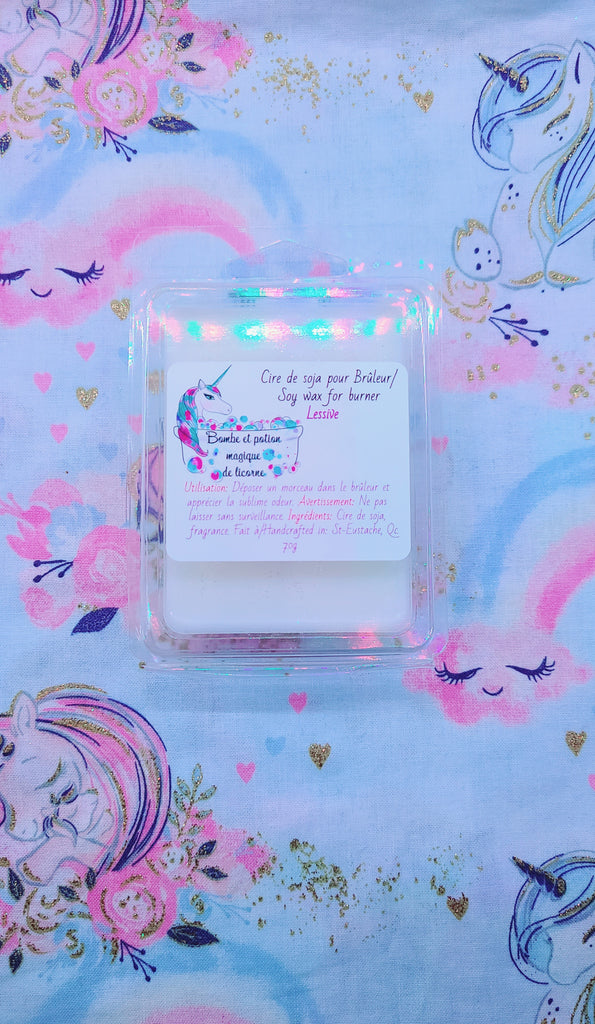 Cire de soja pour Brûleur/
Soy wax for burner
Lessive
Bombe et potion
magique
de licorne
Utilisation: Déposer un morceau dans le brûleur et
apprécier la sublime odeur. Avertissement: Ne pas
laisser sans surveillance. Ingrédients: Cire de soja,
fragrance. Fait à/Handcrafted in: St-Eustache, Qc
70g